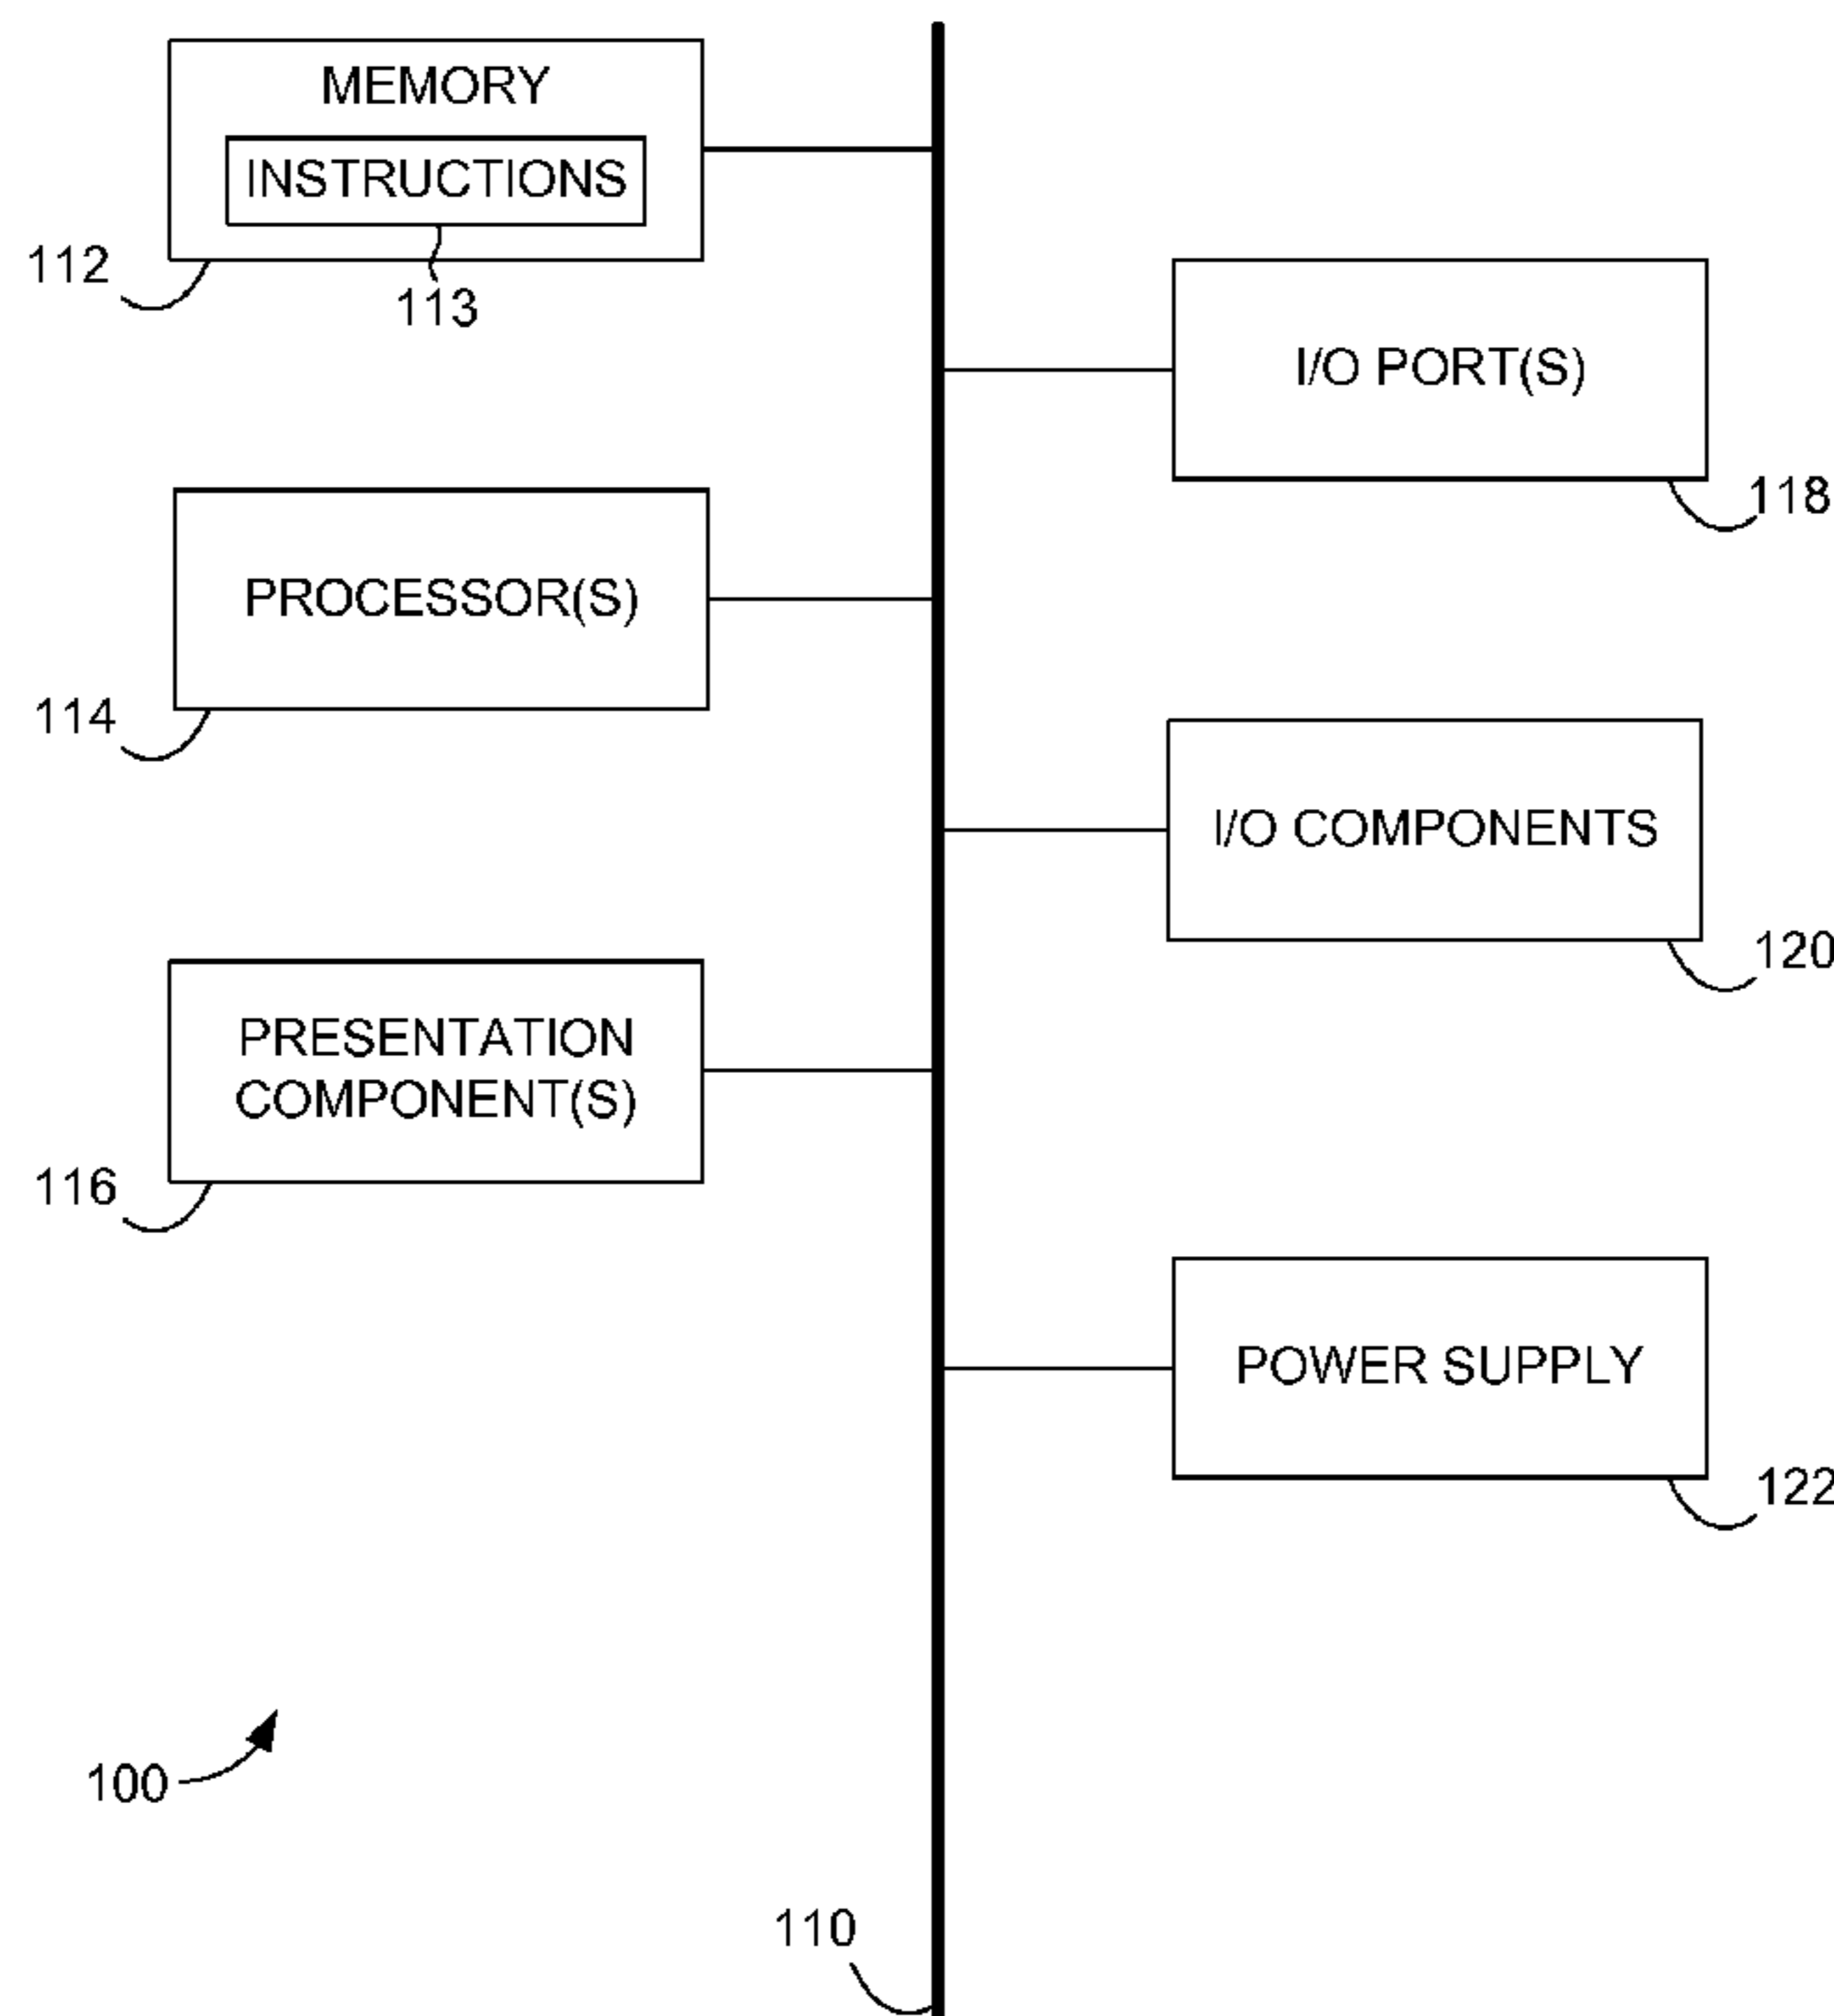 MEMORY
INSTRUCTIONS
112
113
I/O PORT(S)
118
PROCESSOR(S)
114
I/O COMPONENTS
120
PRESENTATION
COMPONENT(S)
116
POWER SUPPLY
122
100
110